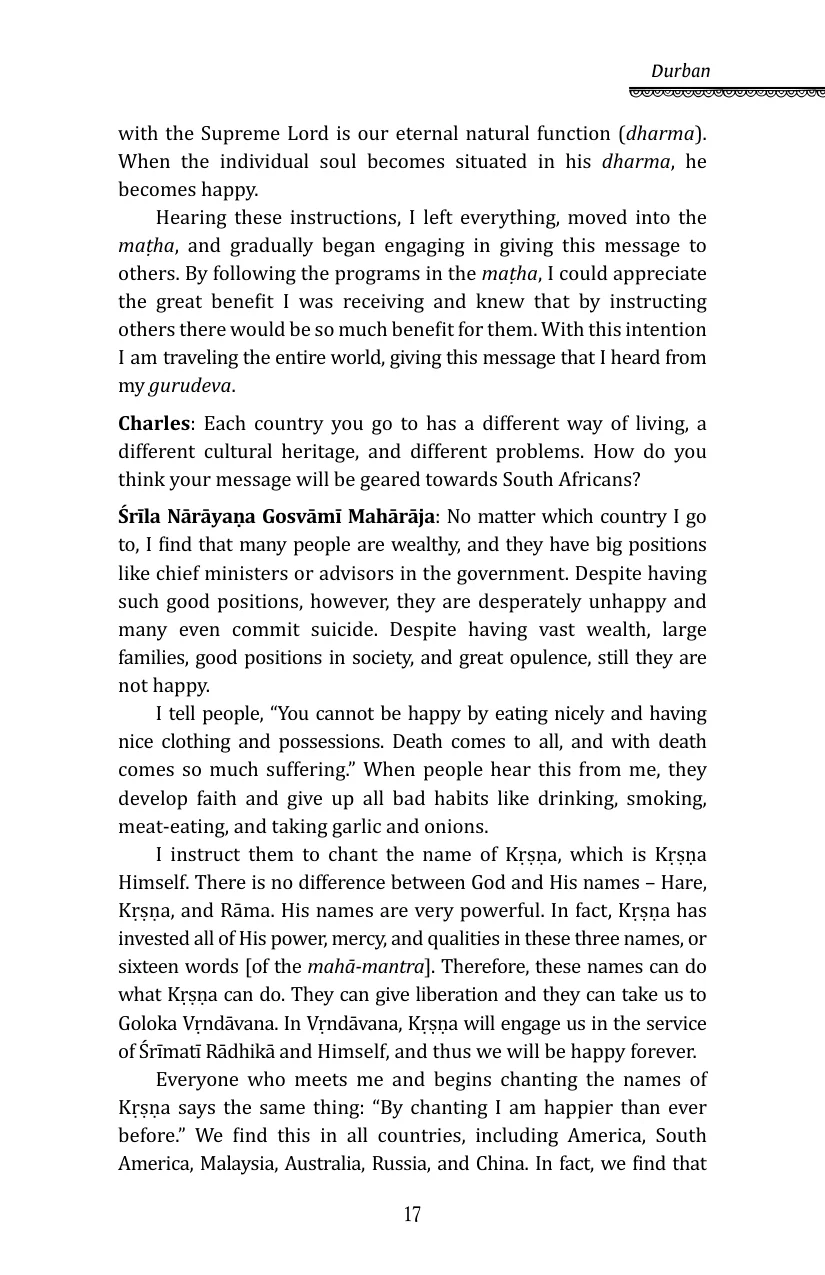 Durban
with the Supreme Lord is our eternal natural function (dharma).
When the individual soul becomes situated in his dharma, he
becomes happy.
Hearing these instructions, I left everything, moved into the
maṭha, and gradually began engaging in giving this message to
others. By following the programs in the maṭha, I could appreciate
the great benefit I was receiving and knew that by instructing
others there would be so much benefit for them. With this intention
I am traveling the entire world, giving this message that I heard from
my gurudeva.
Charles: Each country you go to has a different way of living, a
different cultural heritage, and different problems. How do you
think your message will be geared towards South Africans?
Śrīla Nārāyaṇa Gosvāmī Mahārāja: No matter which country I go
to, I find that many people are wealthy, and they have big positions
like chief ministers or advisors in the government. Despite having
such good positions, however, they are desperately unhappy and
many even commit suicide. Despite having vast wealth, large
families, good positions in society, and great opulence, still they are
not happy.
I tell people, “You cannot be happy by eating nicely and having
nice clothing and possessions. Death comes to all, and with death
comes so much suffering.” When people hear this from me, they
develop faith and give up all bad habits like drinking, smoking,
meat-eating, and taking garlic and onions.
I instruct them to chant the name of Kṛṣṇa, which is Kṛṣṇa
Himself. There is no difference between God and His names – Hare,
Kṛṣṇa, and Rāma. His names are very powerful. In fact, Kṛṣṇa has
invested all of His power, mercy, and qualities in these three names, or
sixteen words [of the mahā-mantra]. Therefore, these names can do
what Kṛṣṇa can do. They can give liberation and they can take us to
Goloka Vṛndāvana. In Vṛndāvana, Kṛṣṇa will engage us in the service
of Śrīmatī Rādhikā and Himself, and thus we will be happy forever.
Everyone who meets me and begins chanting the names of
Kṛṣṇa says the same thing: “By chanting I am happier than ever
before.” We find this in all countries, including America, South
America, Malaysia, Australia, Russia, and China. In fact, we find that
17